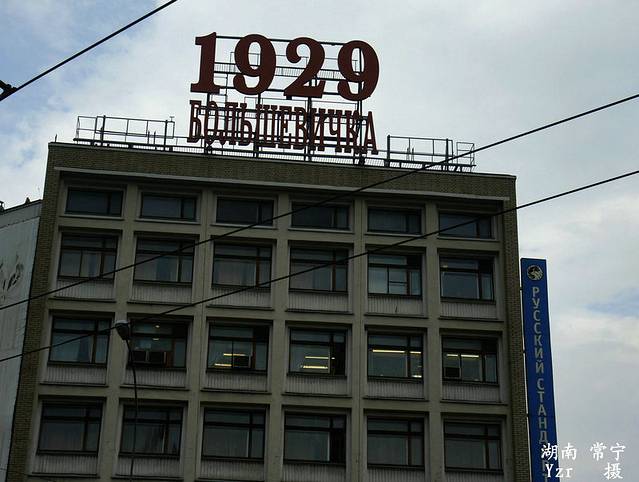 1929
БОЛЬШЕВИЧКА
РУССКИЙ СТАНД
湖南 常宁
Yzr 摄